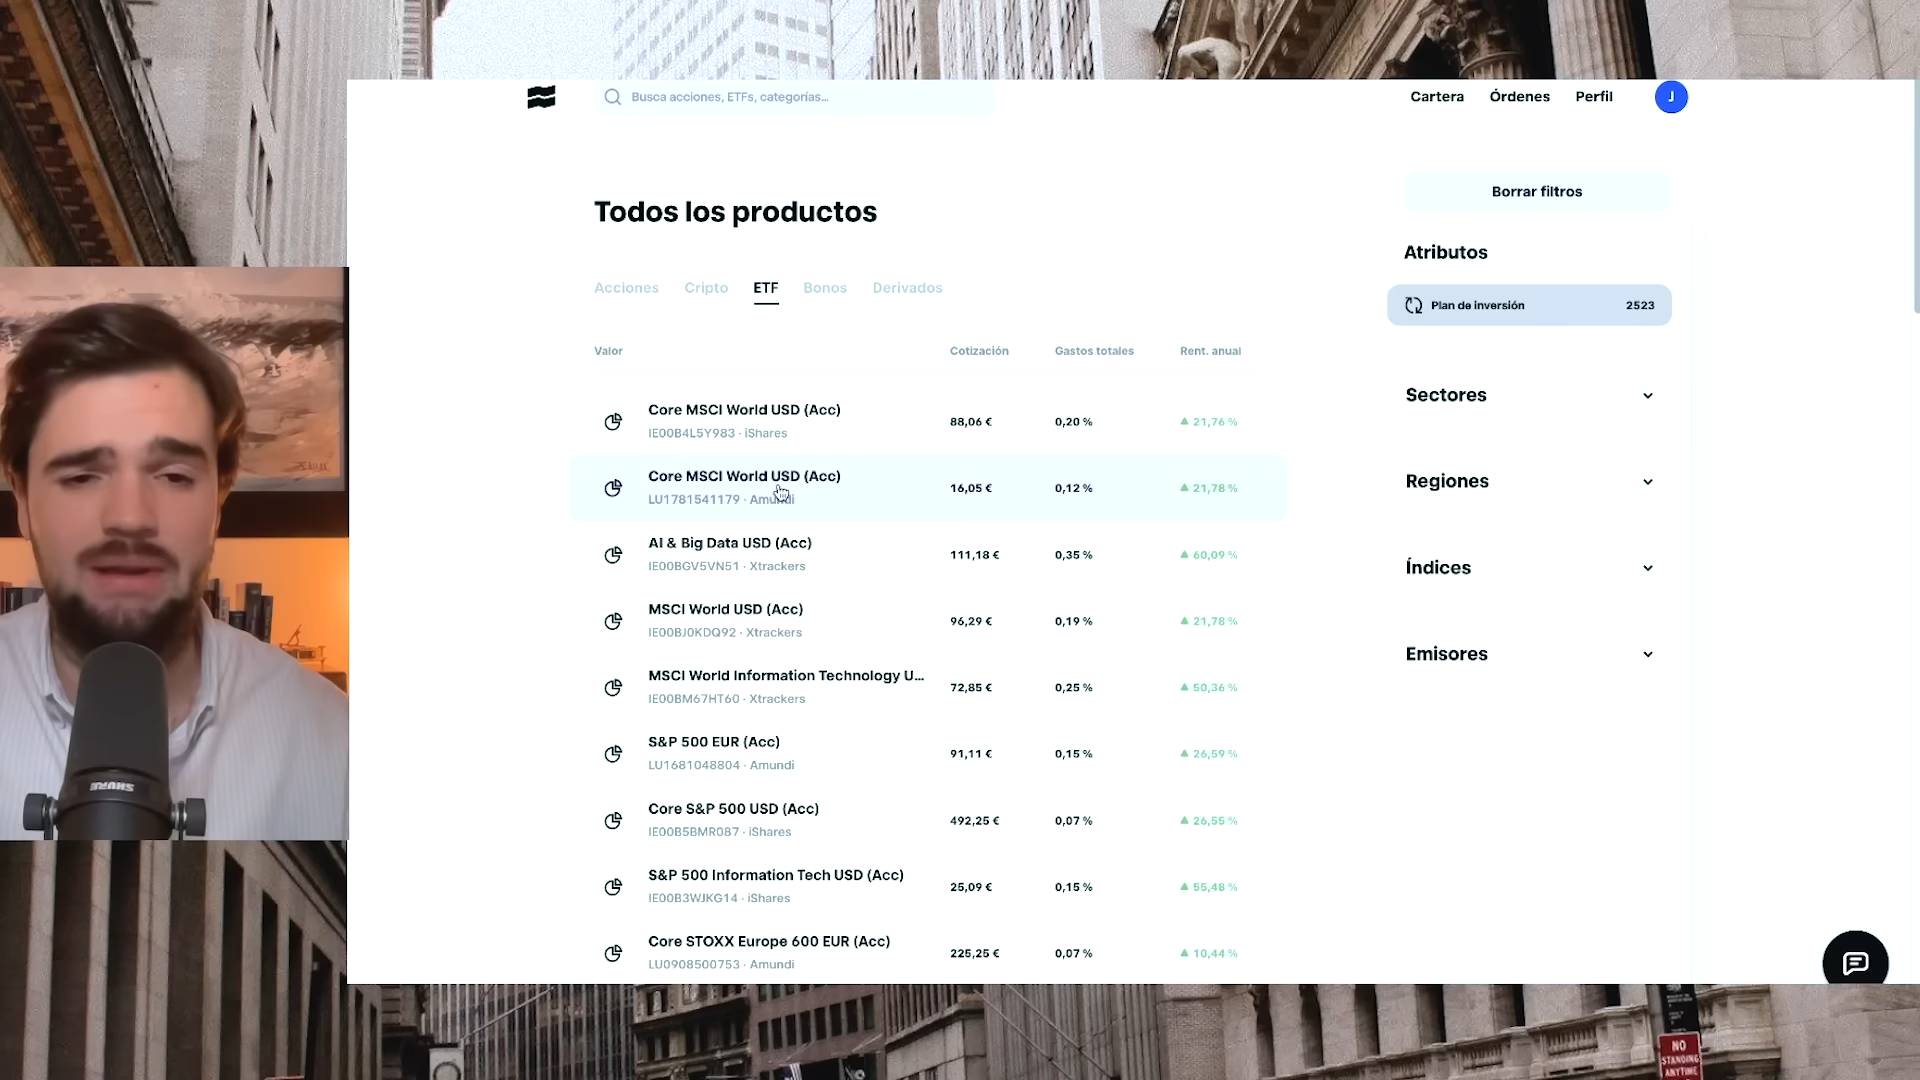 Busca acciones, ETFs, categorías...
Cartera
Órdenes
Perfil
J
Todos los productos
Borrar filtros
Atributos
Plan de inversión 2523
Sectores
Regiones
Índices
Emisores
Acciones Cripto ETF Bonos Derivados
Valor Cotización Gastos totales Rent. anual
Core MSCI World USD (Acc)
IE00B4L5Y983 · iShares
88,06 € 0,20 % 21,76 %
Core MSCI World USD (Acc)
LU1781541179 · Amundi
16,05 € 0,12 % 21,78 %
AI & Big Data USD (Acc)
IE00BGV5VN51 · Xtrackers
111,18 € 0,35 % 60,09 %
MSCI World USD (Acc)
IE00BJ0KDQ92 · Xtrackers
96,29 € 0,19 % 21,78 %
MSCI World Information Technology U...
IE00BM67HT60 · Xtrackers
72,85 € 0,25 % 50,36 %
S&P 500 EUR (Acc)
LU1681048804 · Amundi
91,11 € 0,15 % 26,59 %
Core S&P 500 USD (Acc)
IE00B5BMR087 · iShares
492,25 € 0,07 % 26,55 %
S&P 500 Information Tech USD (Acc)
IE00B3WJKG14 · iShares
25,09 € 0,15 % 55,48 %
Core STOXX Europe 600 EUR (Acc)
LU0908500753 · Amundi
225,25 € 0,07 % 10,44 %
SHURE
NO
STANDING
ANYTIME